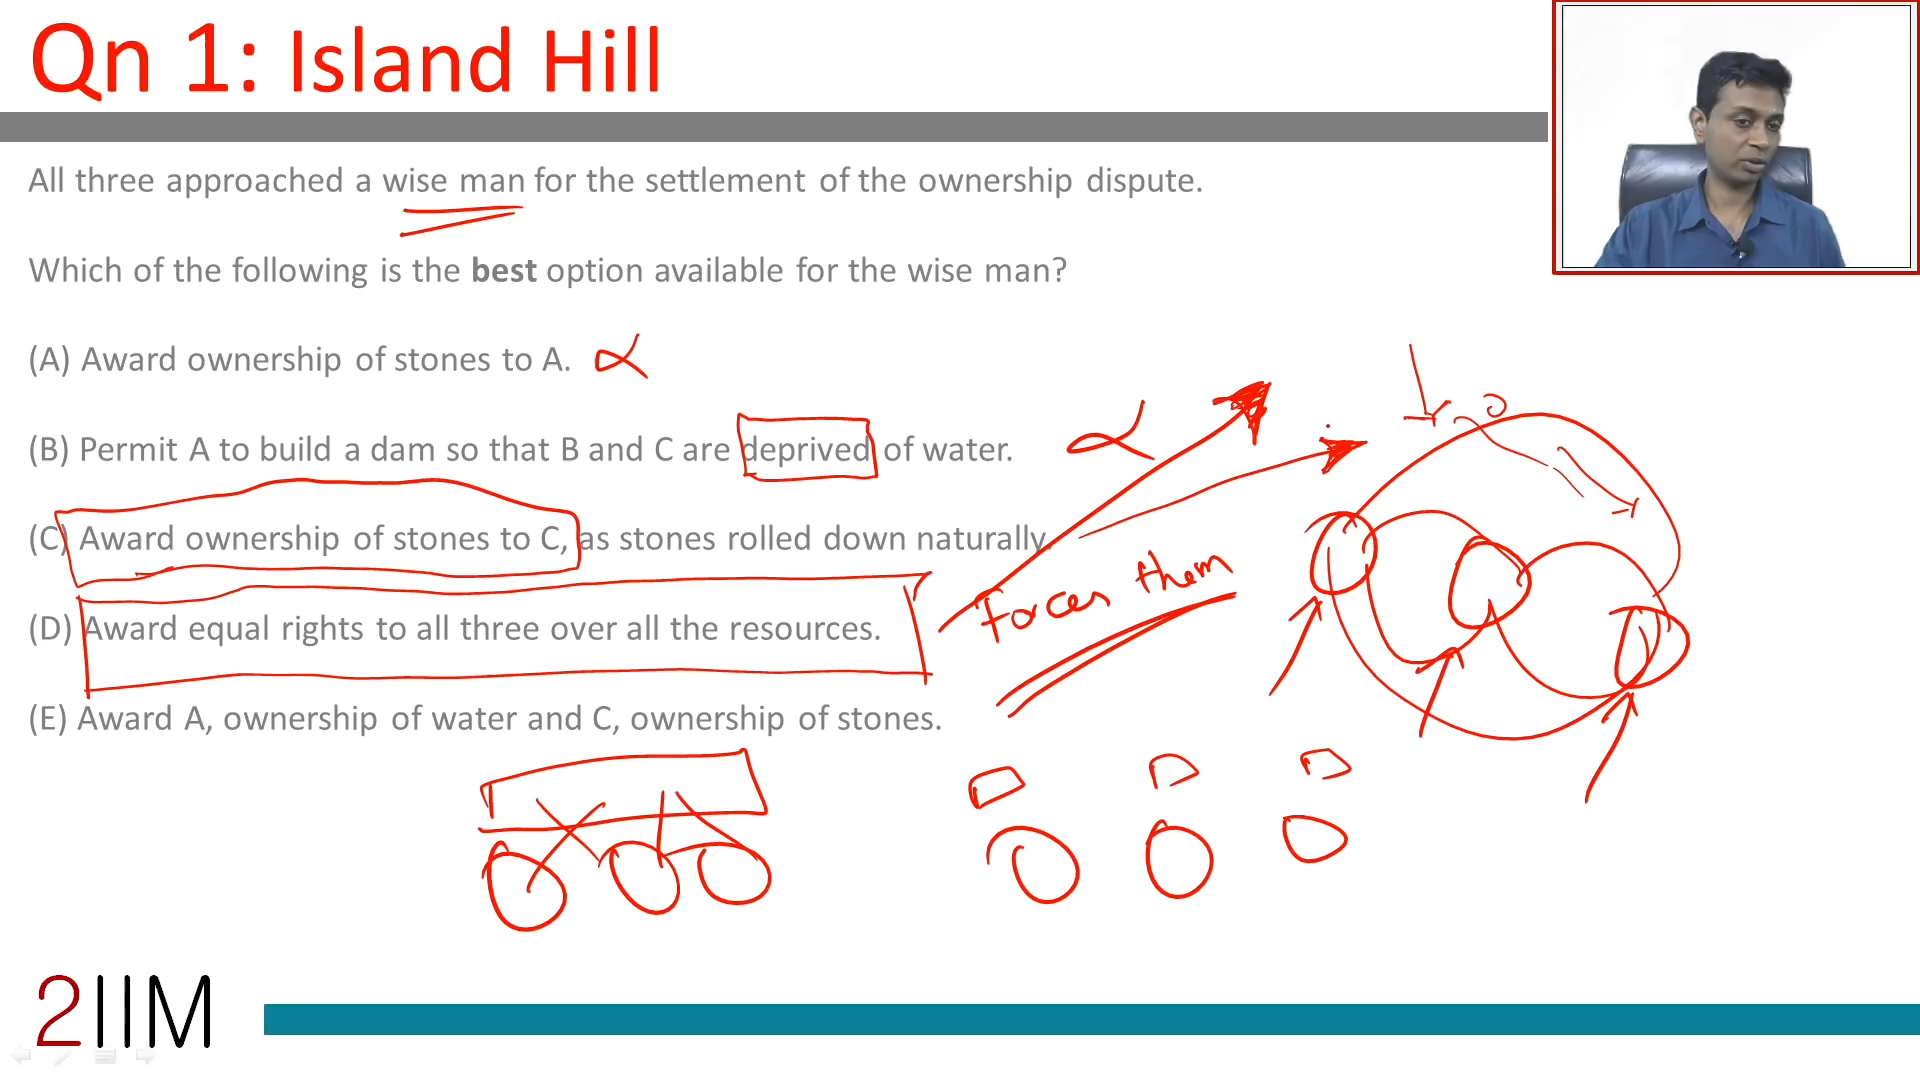 Qn 1: Island Hill
All three approached a wise man for the settlement of the ownership dispute.
Which of the following is the best option available for the wise man?
(A) Award ownership of stones to A.
(B) Permit A to build a dam so that B and C are deprived of water.
(C) Award ownership of stones to C, as stones rolled down naturally.
(D) Award equal rights to all three over all the resources.
Forces them
(E) Award A, ownership of water and C, ownership of stones.
2IIM